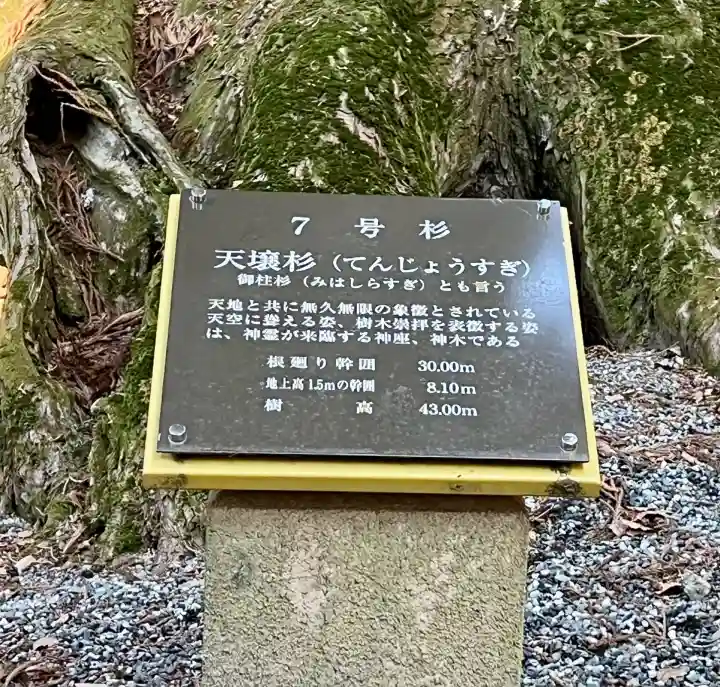 7号杉
天壌杉（てんじょうすぎ）
御柱杉（みはしらすぎ）とも言う
天地と共に無久無限の象徴とされている
天空に聳える姿、樹木崇拝を表徴する姿
は、神霊が来臨する神座、神木である
根廻り幹囲 30.00m
地上高1.5mの幹囲 8.10m
樹高 43.00m